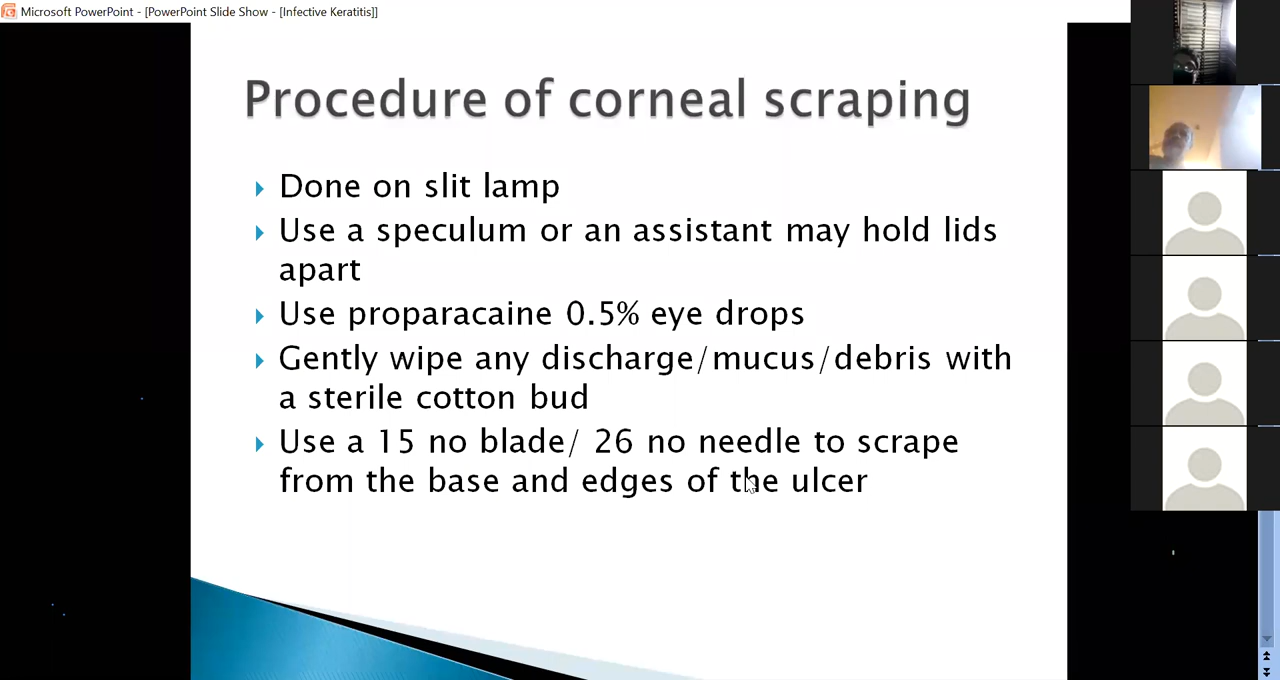 Microsoft PowerPoint - [PowerPoint Slide Show - [Infective Keratitis]]
Procedure of corneal scraping
Done on slit lamp
Use a speculum or an assistant may hold lids
apart
Use proparacaine 0.5% eye drops
Gently wipe any discharge/mucus/debris with
a sterile cotton bud
Use a 15 no blade/ 26 no needle to scrape
from the base and edges of the ulcer